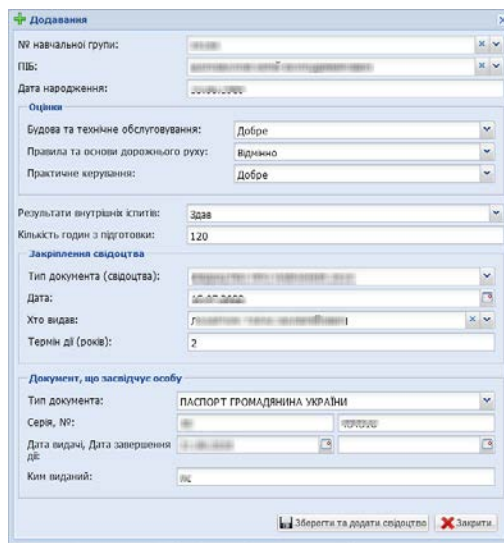 Додавання
№ навчальної групи:
ПІБ:
Дата народження:
Оцінки
Будова та технічне обслуговування: Добре
Правила та основи дорожнього руху: Відмінно
Практичне керування: Добре
Результати внутрішніх іспитів: Здав
Кількість годин з підготовки: 120
Закріплення свідоцтва
Тип документа (свідоцтва):
Дата:
Хто видав:
Термін дії (років): 2
Документ, що засвідчує особу
Тип документа: ПАСПОРТ ГРОМАДЯНИНА УКРАЇНИ
Серія, №:
Дата видачі, Дата завершення
дії:
Ким виданий:
Зберегти та додати свідоцтво Закрити